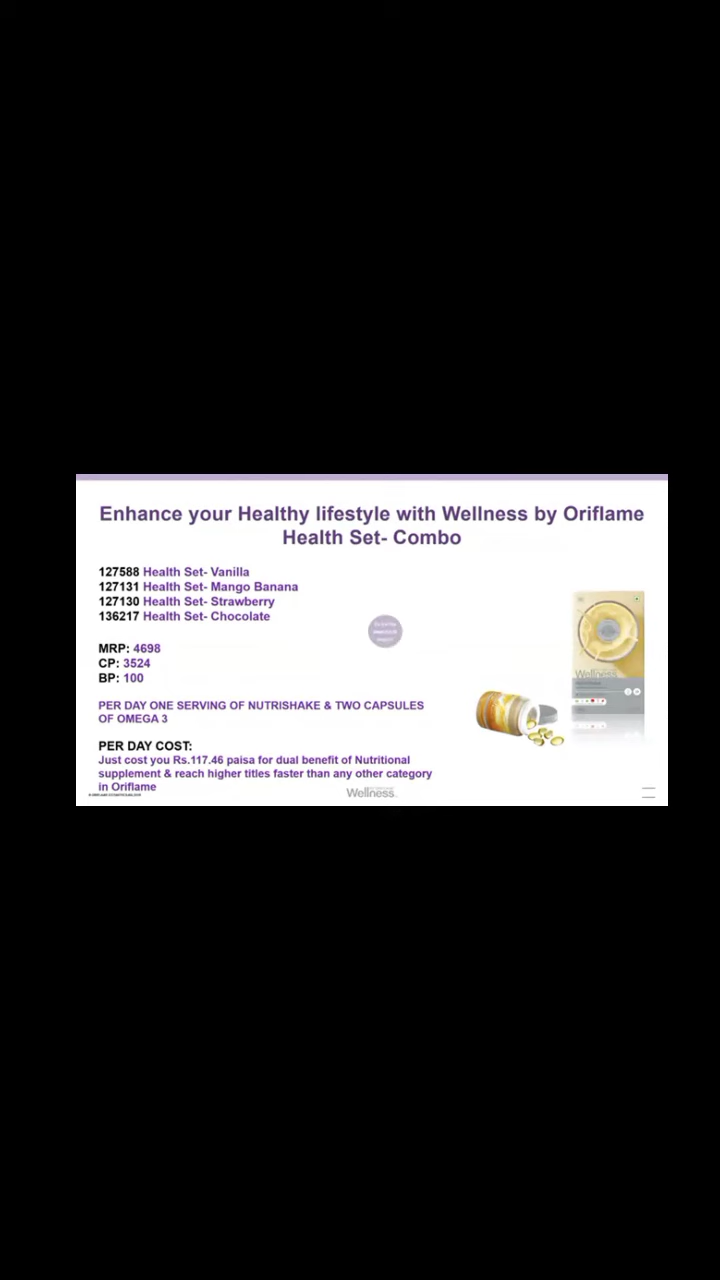 Enhance your Healthy lifestyle with Wellness by Oriflame
Health Set- Combo
127588 Health Set- Vanilla
127131 Health Set- Mango Banana
127130 Health Set- Strawberry
136217 Health Set- Chocolate
MRP: 4698
CP: 3524
BP: 100
PER DAY ONE SERVING OF NUTRISHAKE & TWO CAPSULES
OF OMEGA 3
PER DAY COST:
Just cost you Rs.117.46 paisa for dual benefit of Nutritional
supplement & reach higher titles faster than any other category
in Oriflame
Wellness
Wellness